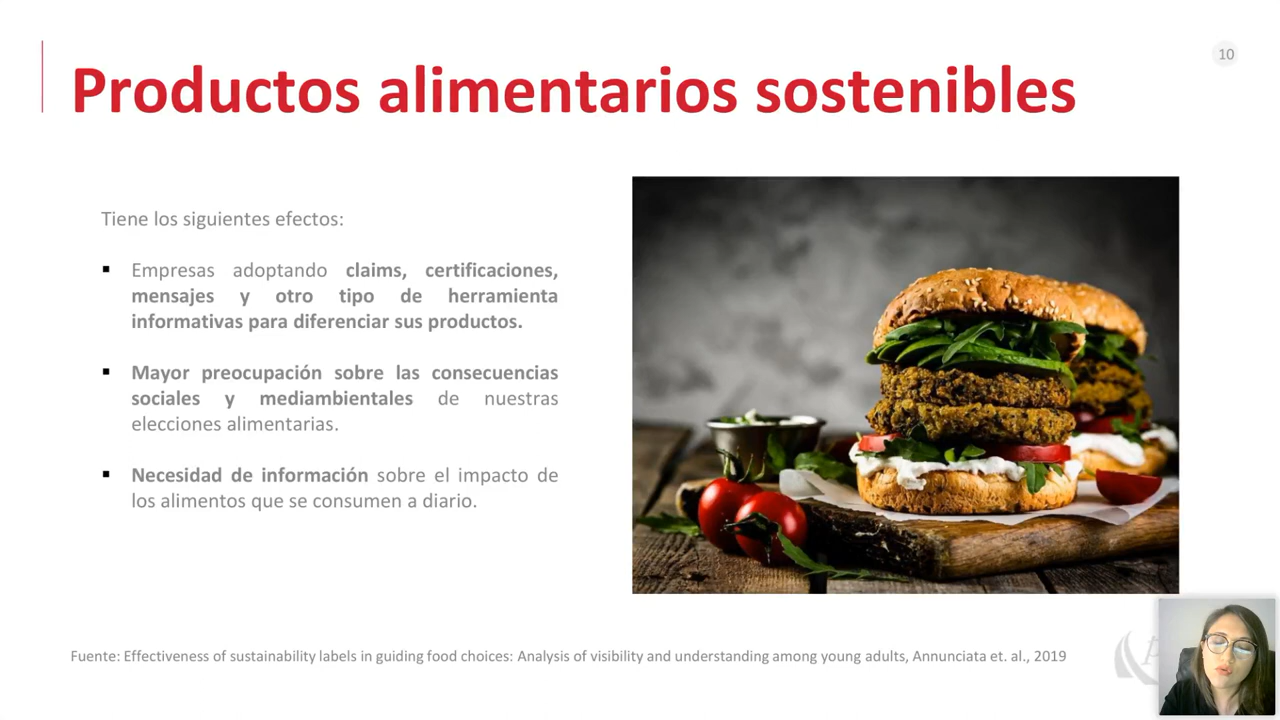 10
Productos alimentarios sostenibles
Tiene los siguientes efectos:
▪ Empresas adoptando claims, certificaciones,
mensajes y otro tipo de herramienta
informativas para diferenciar sus productos.
▪ Mayor preocupación sobre las consecuencias
sociales y mediambientales de nuestras
elecciones alimentarias.
▪ Necesidad de información sobre el impacto de
los alimentos que se consumen a diario.
Fuente: Effectiveness of sustainability labels in guiding food choices: Analysis of visibility and understanding among young adults, Annunciata et. al., 2019